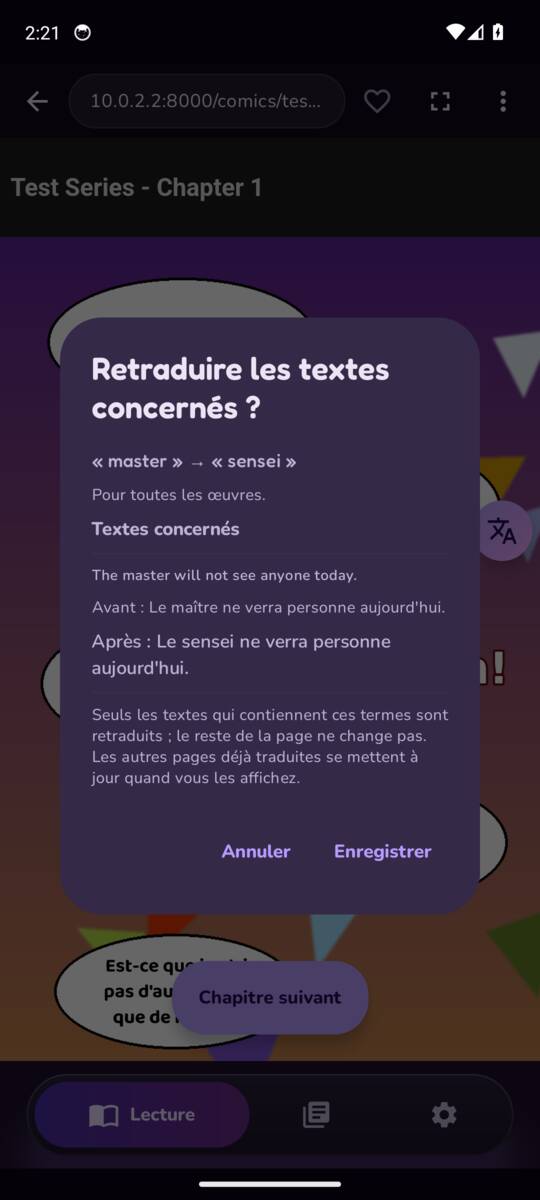 2:21
10.0.2.2:8000/comics/tes...
Test Series - Chapter 1
Retraduire les textes
concernés ?
« master » → « sensei »
Pour toutes les œuvres.
Textes concernés
The master will not see anyone today.
Avant : Le maître ne verra personne aujourd'hui.
Après : Le sensei ne verra personne
aujourd'hui.
Seuls les textes qui contiennent ces termes sont
retraduits ; le reste de la page ne change pas.
Les autres pages déjà traduites se mettent à
jour quand vous les affichez.
Annuler Enregistrer
Est-ce que
pas d'au
que de
Chapitre suivant
Lecture